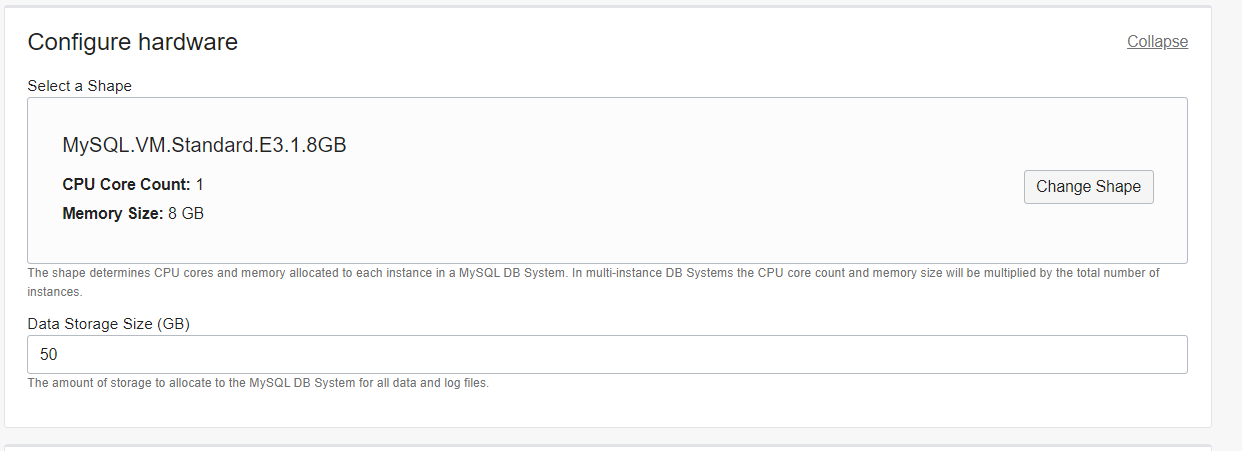 Configure hardware
Collapse
Select a Shape
MySQL.VM.Standard.E3.1.8GB
CPU Core Count: 1
Change Shape
Memory Size: 8 GB
The shape determines CPU cores and memory allocated to each instance in a MySQL DB System. In multi-instance DB Systems the CPU core count and memory size will be multiplied by the total number of
instances.
Data Storage Size (GB)
50
The amount of storage to allocate to the MySQL DB System for all data and log files.